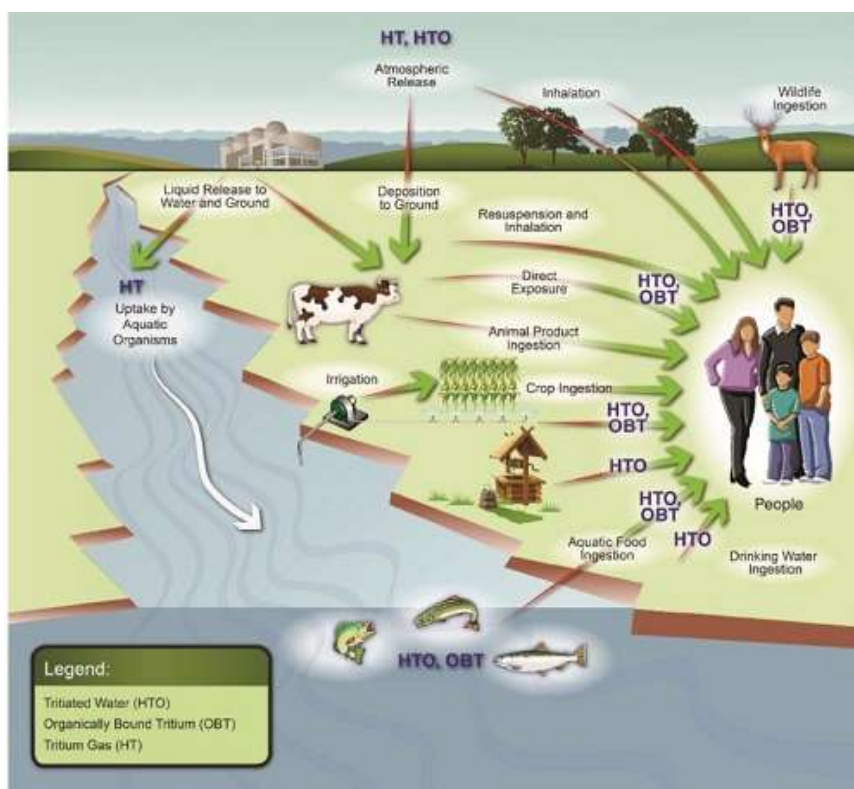 HT, HTO
Atmospheric
Release
Inhalation
Wildlife
Ingestion
Liquid Release to
Water and Ground
Deposition
to Ground
Resuspension and
Inhalation
HTO,
OBT
HT
Uptake by
Aquatic
Organisms
Direct
Exposure
HTO,
OBT
Animal Product
Ingestion
Irrigation
Crop Ingestion
HTO,
OBT
HTO
People
HTO,
OBT
Aquatic Food
Ingestion
HTO
Drinking Water
Ingestion
HTO, OBT
Legend:
Tritiated Water (HTO)
Organically Bound Tritium (OBT)
Tritium Gas (HT)